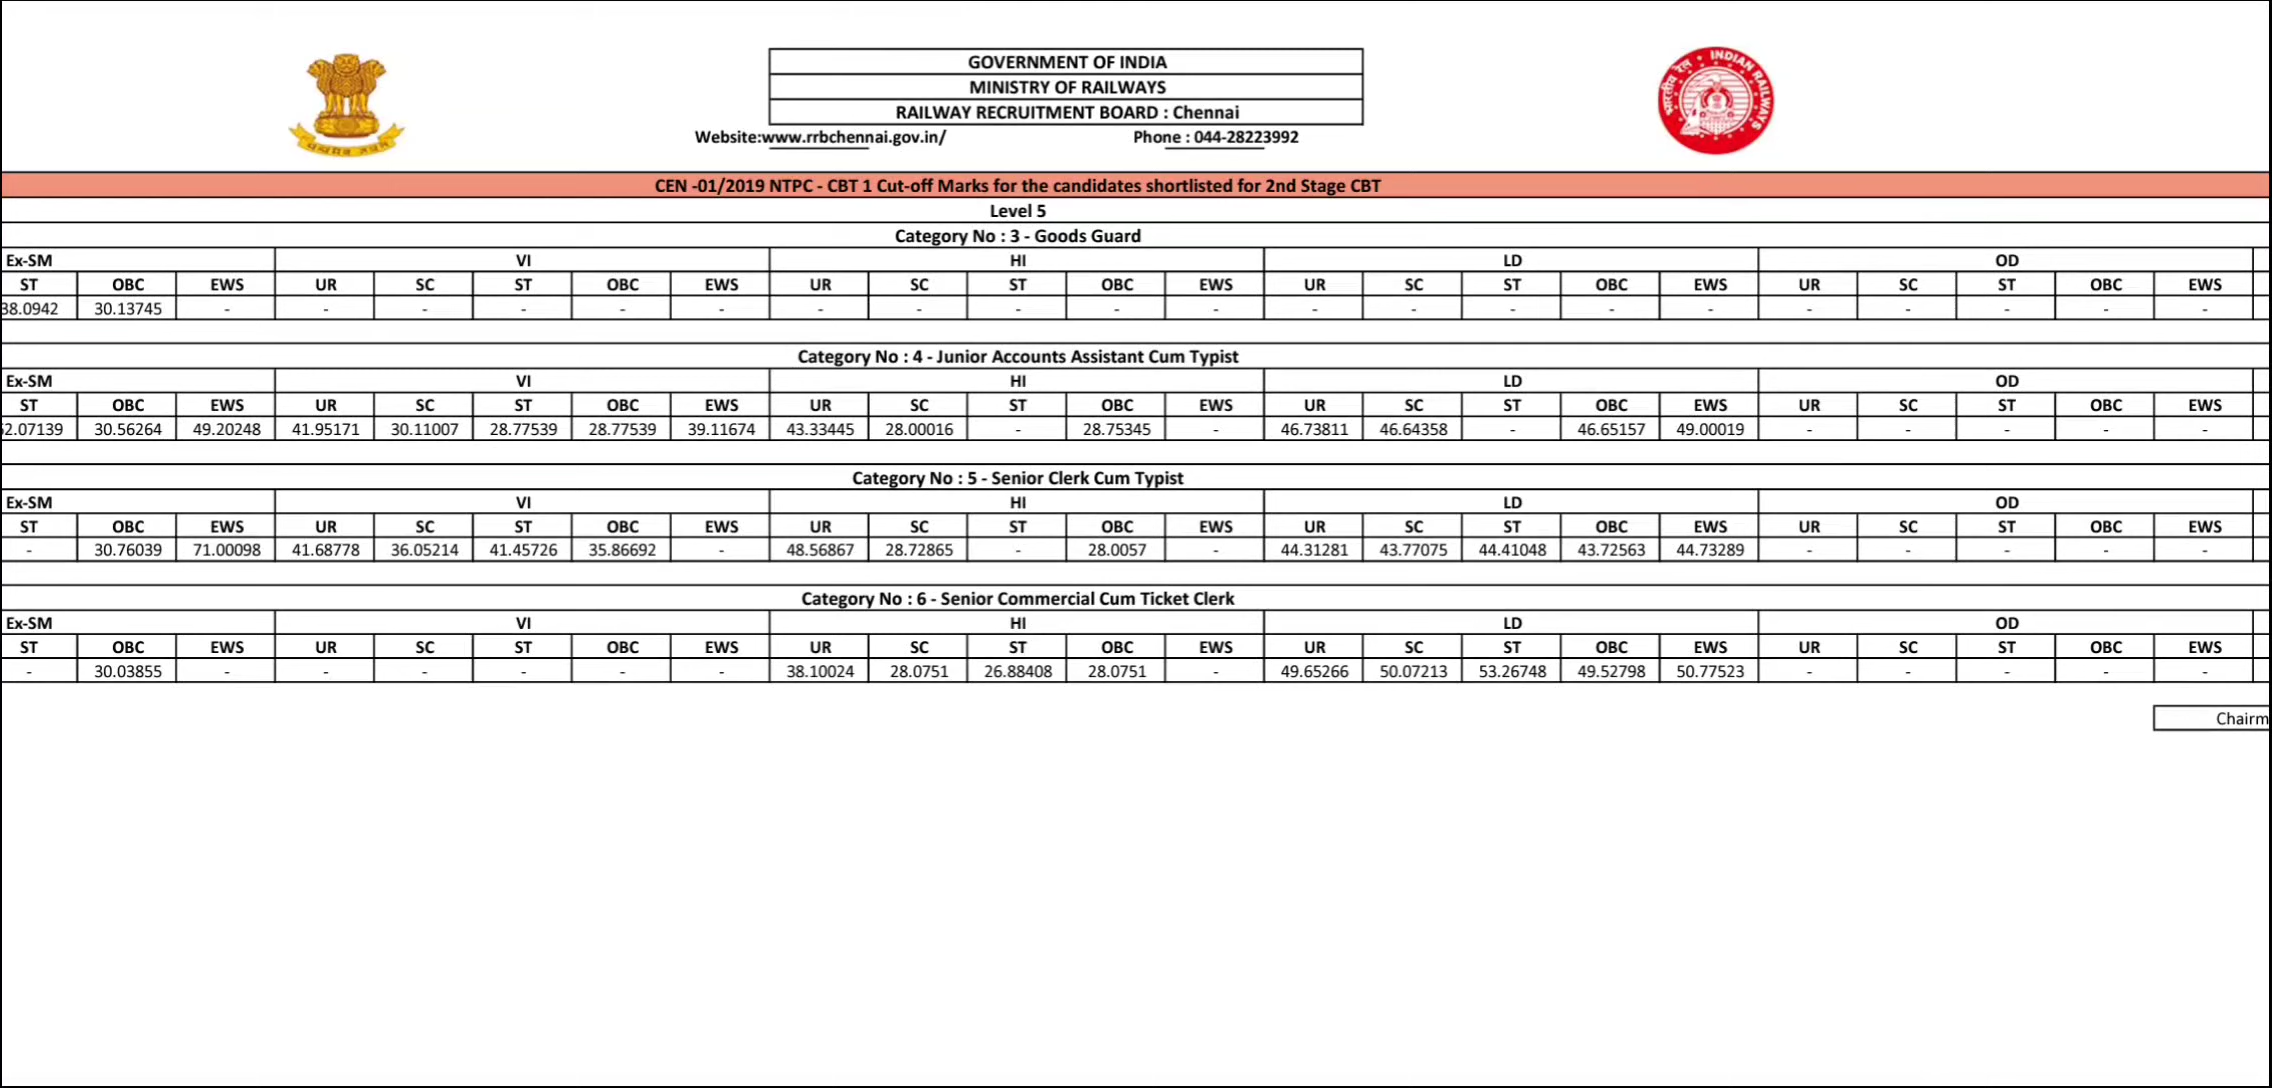 GOVERNMENT OF INDIA
MINISTRY OF RAILWAYS
RAILWAY RECRUITMENT BOARD : Chennai
Website:www.rrbchennai.gov.in/ Phone : 044-28223992
भारतीय रेल INDIAN RAILWAYS
CEN -01/2019 NTPC - CBT 1 Cut-off Marks for the candidates shortlisted for 2nd Stage CBT
Level 5
Category No : 3 - Goods Guard
Ex-SM VI HI LD OD
ST OBC EWS UR SC ST OBC EWS UR SC ST OBC EWS UR SC ST OBC EWS UR SC ST OBC EWS
38.0942 30.13745 - - - - - - - - - - - - - - - - - - - - -
Category No : 4 - Junior Accounts Assistant Cum Typist
Ex-SM VI HI LD OD
ST OBC EWS UR SC ST OBC EWS UR SC ST OBC EWS UR SC ST OBC EWS UR SC ST OBC EWS
2.07139 30.56264 49.20248 41.95171 30.11007 28.77539 28.77539 39.11674 43.33445 28.00016 - 28.75345 - 46.73811 46.64358 - 46.65157 49.00019 - - - - -
Category No : 5 - Senior Clerk Cum Typist
Ex-SM VI HI LD OD
ST OBC EWS UR SC ST OBC EWS UR SC ST OBC EWS UR SC ST OBC EWS UR SC ST OBC EWS
- 30.76039 71.00098 41.68778 36.05214 41.45726 35.86692 - 48.56867 28.72865 - 28.0057 - 44.31281 43.77075 44.41048 43.72563 44.73289 - - - - -
Category No : 6 - Senior Commercial Cum Ticket Clerk
Ex-SM VI HI LD OD
ST OBC EWS UR SC ST OBC EWS UR SC ST OBC EWS UR SC ST OBC EWS UR SC ST OBC EWS
- 30.03855 - - - - - - 38.10024 28.0751 26.88408 28.0751 - 49.65266 50.07213 53.26748 49.52798 50.77523 - - - - -
Chairm